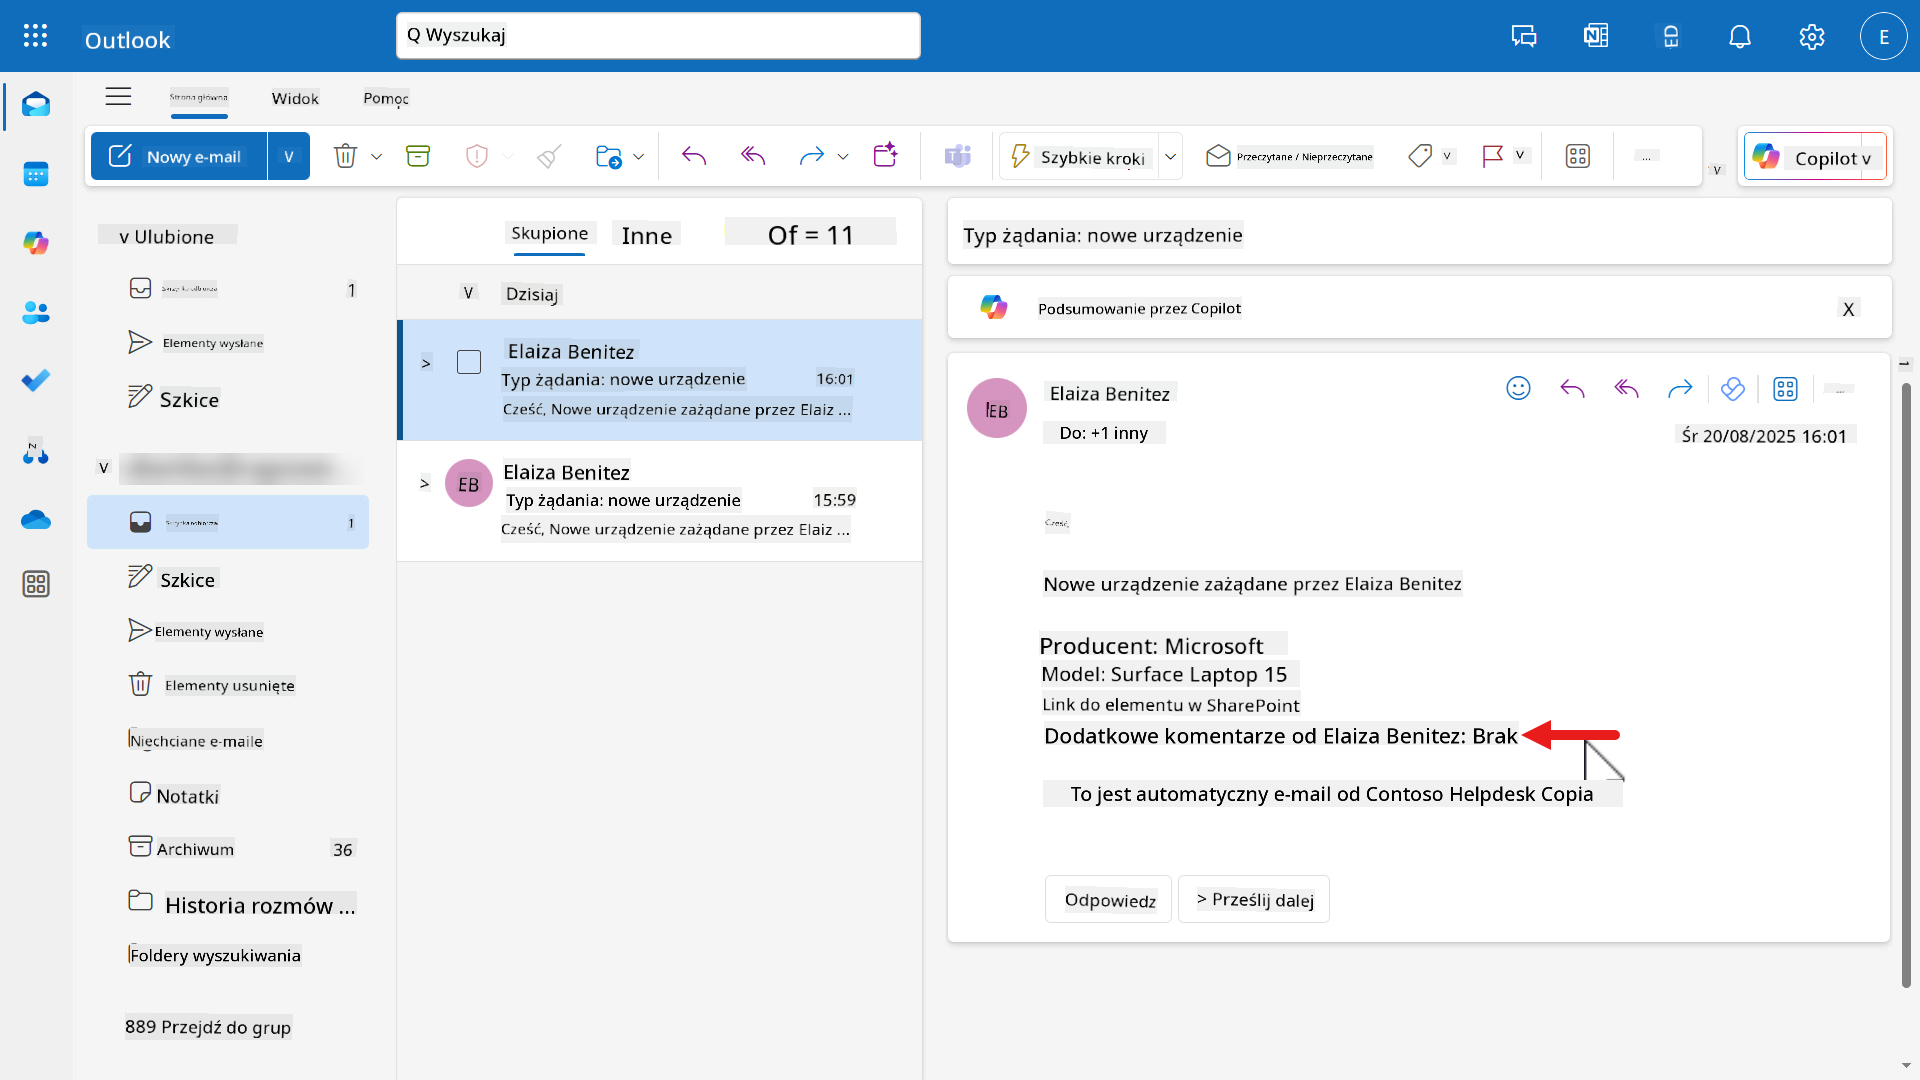 Outlook
Q Wyszukaj
E
Strona główna
Widok
Pomoc
Nowy e-mail
v
Szybkie kroki
Przeczytane / Nieprzeczytane
v
v
...
v
Copilot v
v Ulubione
1
Elementy wysłane
Szkice
v
1
Szkice
Elementy wysłane
Elementy usunięte
Niechciane e-maile
Notatki
Archiwum
36
Historia rozmów ...
Foldery wyszukiwania
889 Przejdź do grup
Skupione
Inne
Of = 11
v
Dzisiaj
>
Elaiza Benitez
Typ żądania: nowe urządzenie
16:01
Cześć, Nowe urządzenie zażądane przez Elaiz ...
>
EB
Elaiza Benitez
Typ żądania: nowe urządzenie
15:59
Cześć, Nowe urządzenie zażądane przez Elaiz ...
Typ żądania: nowe urządzenie
Podsumowanie przez Copilot
X
EB
Elaiza Benitez
Do: +1 inny
Śr 20/08/2025 16:01
Cześć,
Nowe urządzenie zażądane przez Elaiza Benitez
Producent: Microsoft
Model: Surface Laptop 15
Link do elementu w SharePoint
Dodatkowe komentarze od Elaiza Benitez: Brak
To jest automatyczny e-mail od Contoso Helpdesk Copia
Odpowiedz
> Prześlij dalej